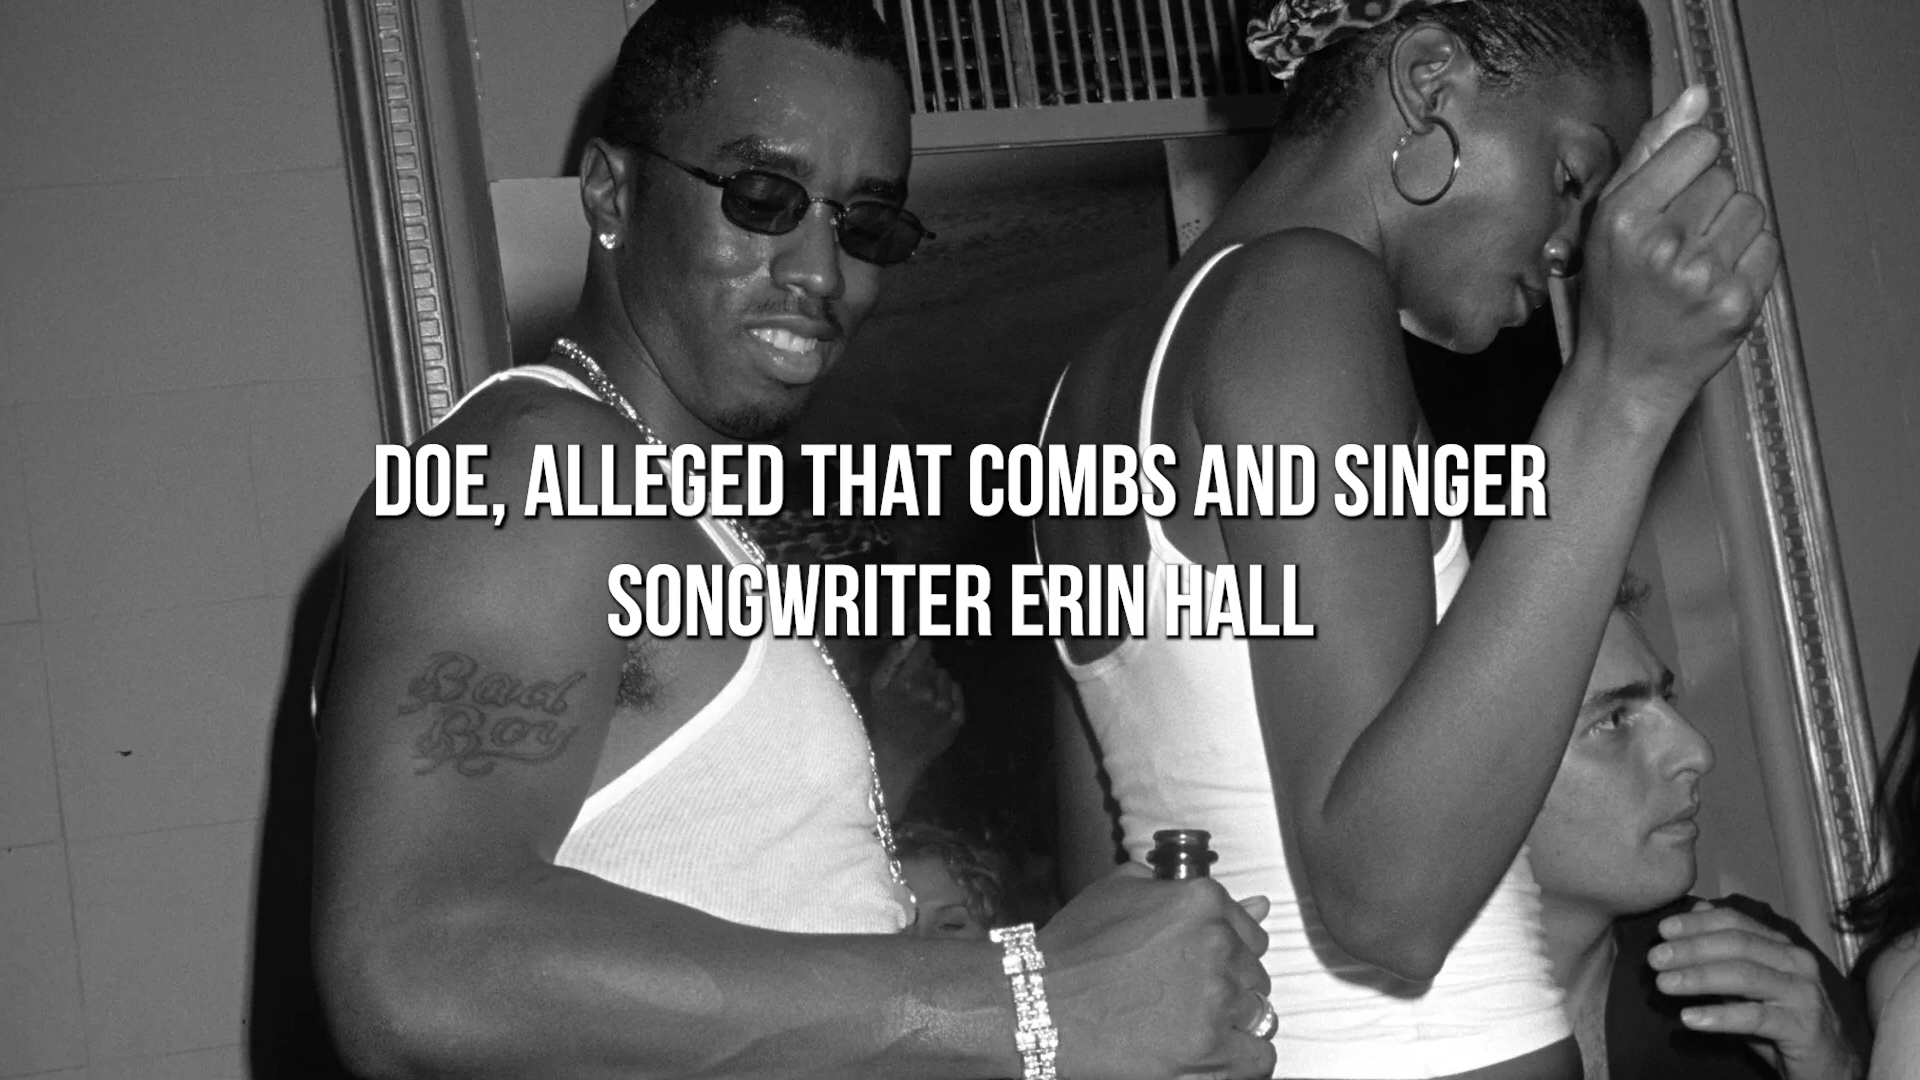 DOE, ALLEGED THAT COMBS AND SINGER
SONGWRITER ERIN HALL
Bad
Boy